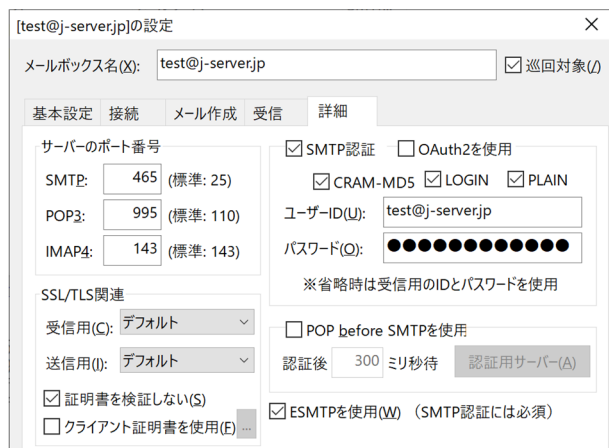 [test@j-server.jp]の設定
メールボックス名(X): test@j-server.jp 巡回対象(/)
基本設定 接続 メール作成 受信 詳細
サーバーのポート番号
SMTP: 465 (標準: 25)
POP3: 995 (標準: 110)
IMAP4: 143 (標準: 143)
SSL/TLS関連
受信用(C): デフォルト
送信用(I): デフォルト
証明書を検証しない(S)
クライアント証明書を使用(F) ...
SMTP認証 OAuth2を使用
CRAM-MD5 LOGIN PLAIN
ユーザーID(U): test@j-server.jp
パスワード(O): ●●●●●●●●●●●●
※省略時は受信用のIDとパスワードを使用
POP before SMTPを使用
認証後 300 ミリ秒待 認証用サーバー(A)
ESMTPを使用(W) (SMTP認証には必須)